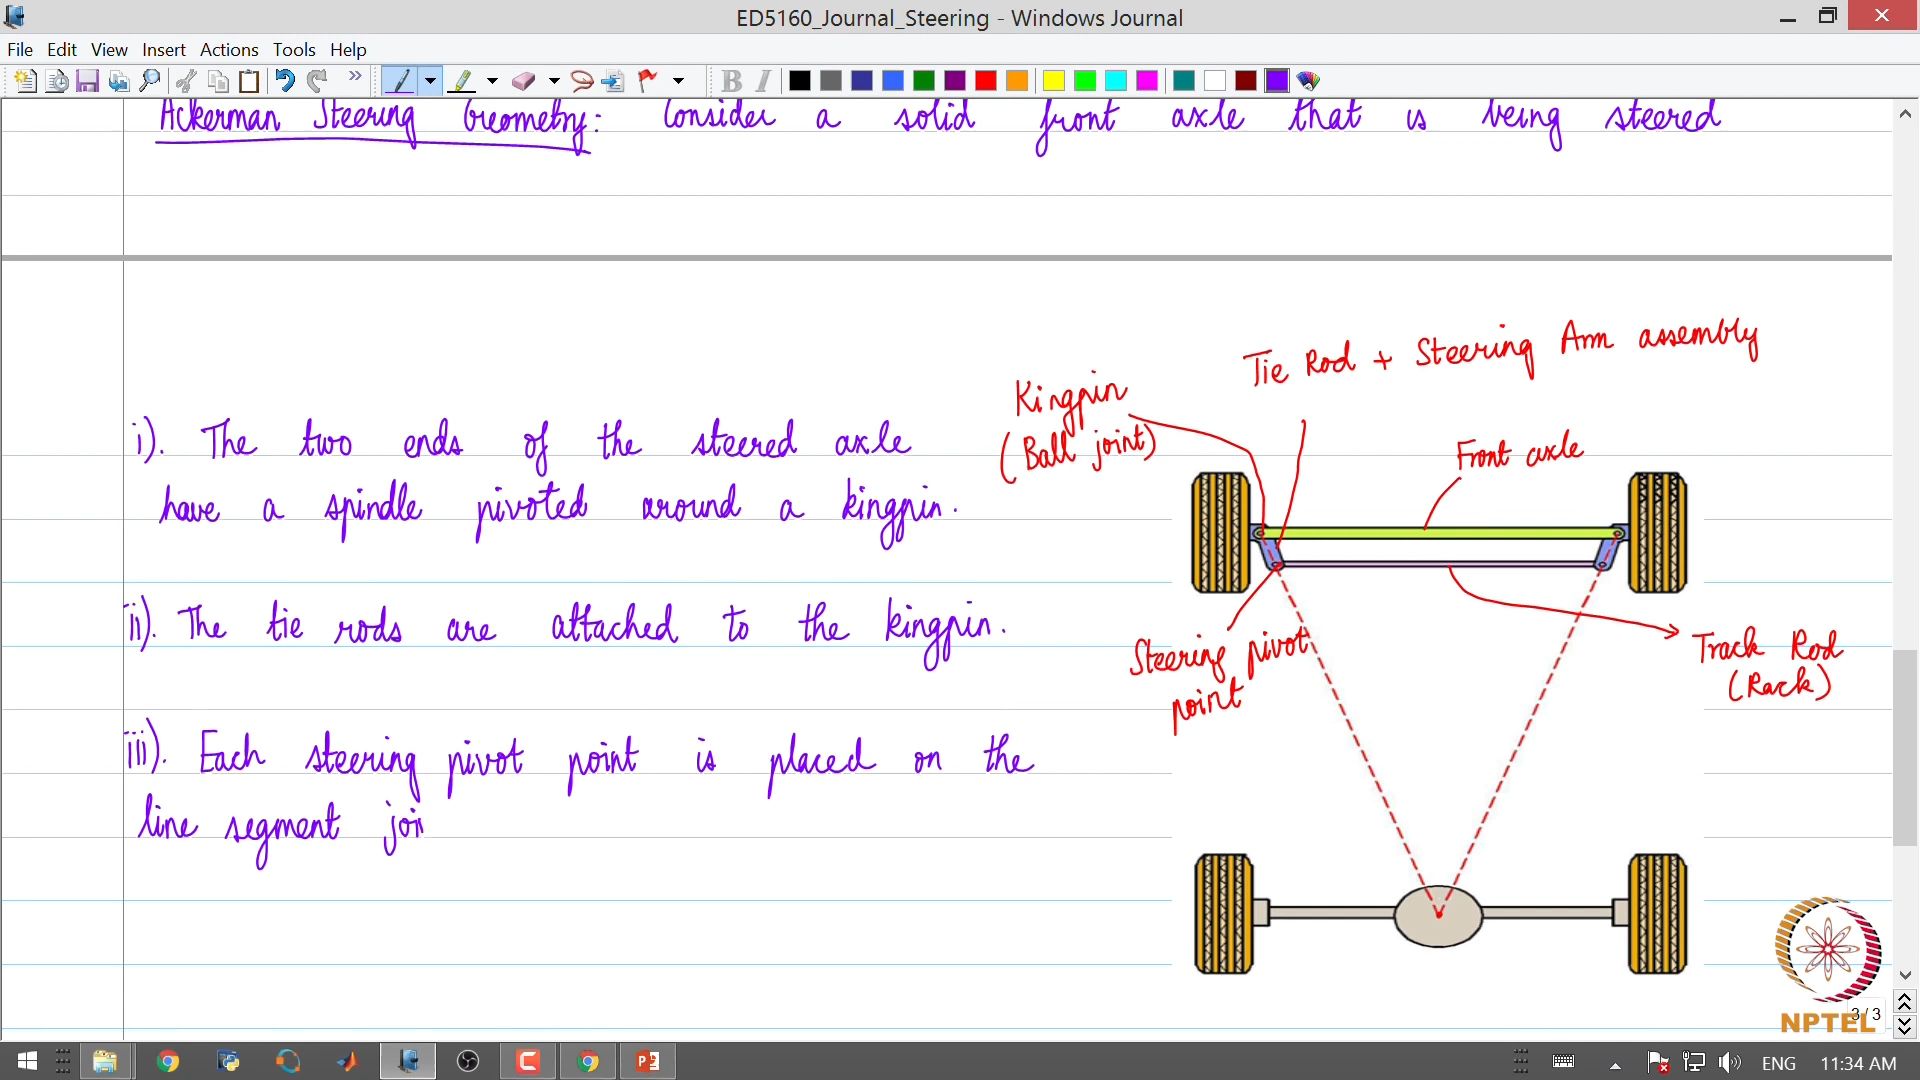 ED5160_Journal_Steering - Windows Journal
File Edit View Insert Actions Tools Help
B I
Ackerman Steering Geometry: Consider a solid front axle that is being steered
Tie Rod + Steering Arm assembly
Kingpin
(Ball joint)
Front axle
i). The two ends of the steered axle
have a spindle pivoted around a kingpin.
ii). The tie rods are attached to the kingpin.
Steering pivot
point
Track Rod
(Rack)
iii). Each steering pivot point is placed on the
line segment joi
NPTEL
3 / 3
ENG 11:34 AM